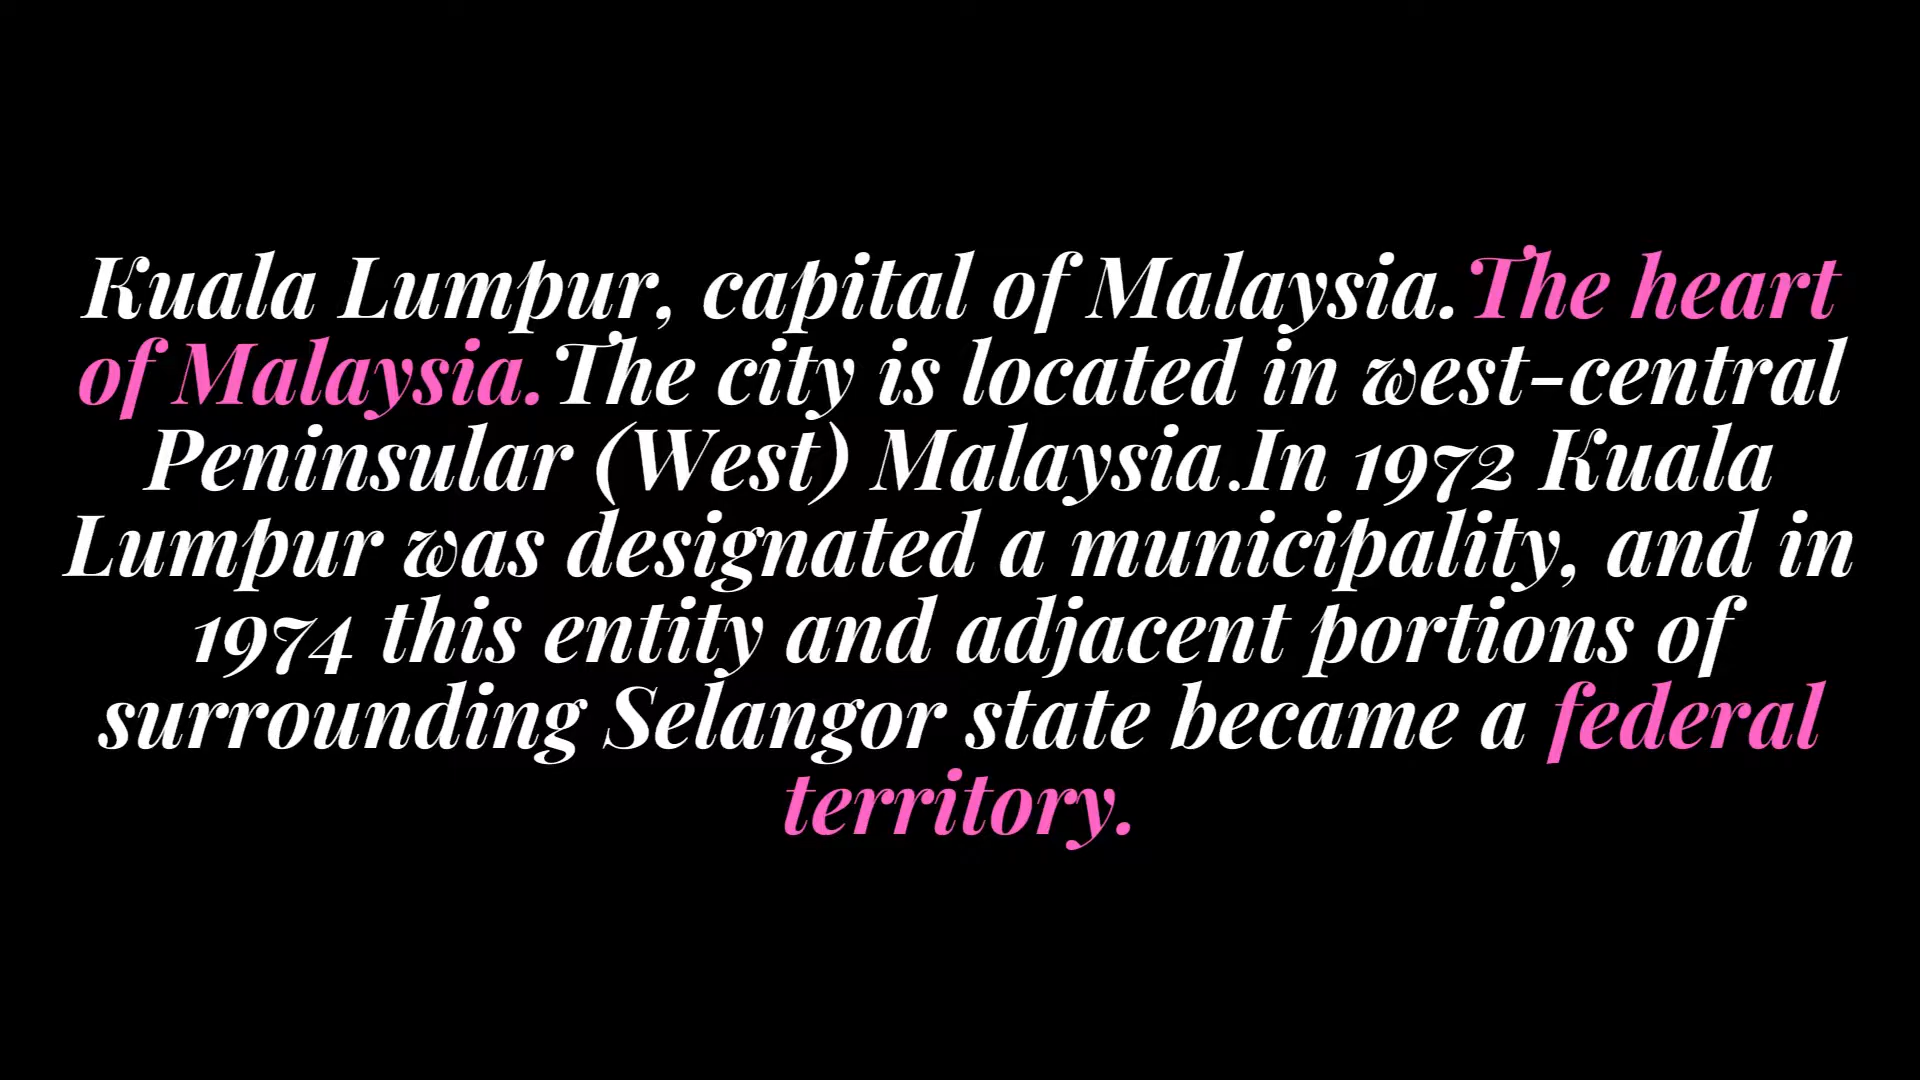 Kuala Lumpur, capital of Malaysia.The heart
of Malaysia.The city is located in west-central
Peninsular (West) Malaysia.In 1972 Kuala
Lumpur was designated a municipality, and in
1974 this entity and adjacent portions of
surrounding Selangor state became a federal
territory.